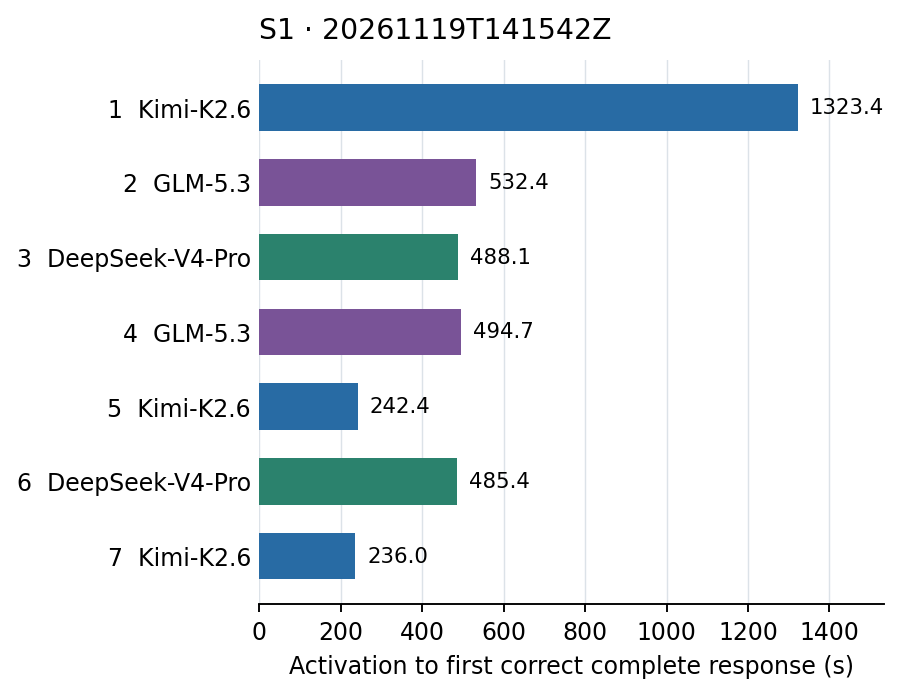 S1 · 20261119T141542Z
1 Kimi-K2.6 1323.4
2 GLM-5.3 532.4
3 DeepSeek-V4-Pro 488.1
4 GLM-5.3 494.7
5 Kimi-K2.6 242.4
6 DeepSeek-V4-Pro 485.4
7 Kimi-K2.6 236.0
0 200 400 600 800 1000 1200 1400
Activation to first correct complete response (s)